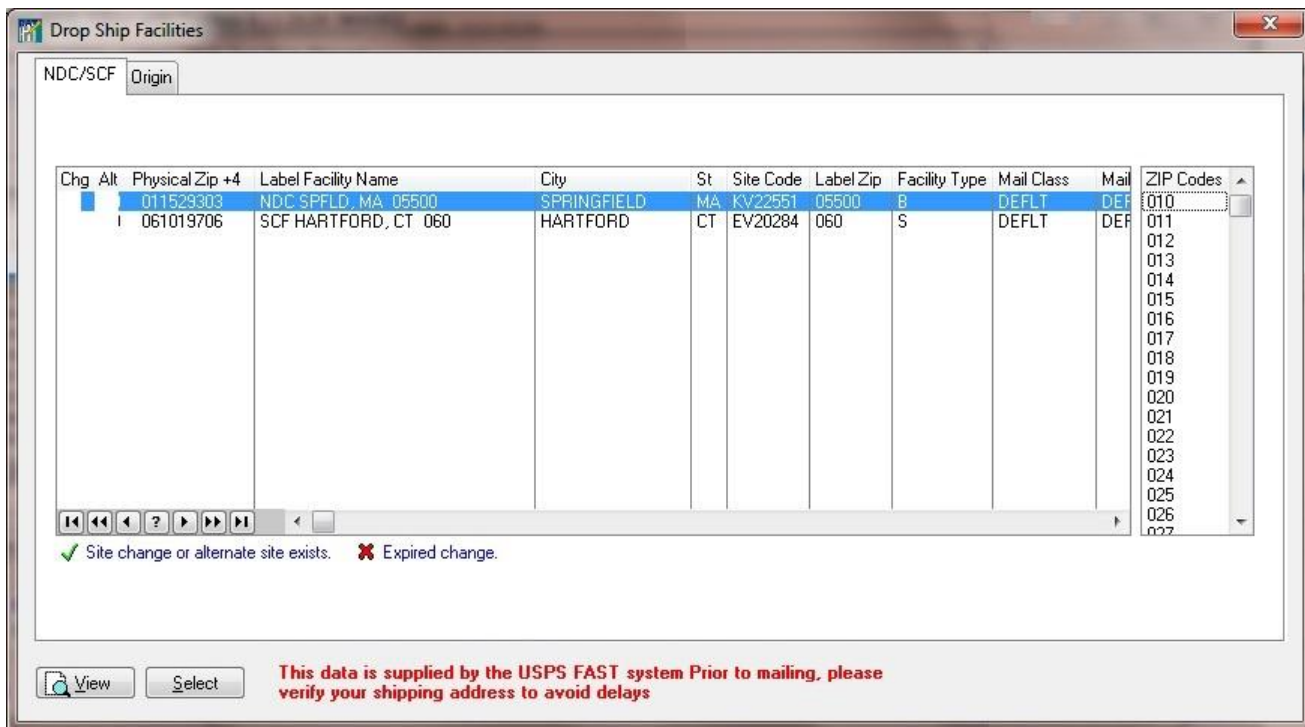 Drop Ship Facilities
NDC/SCF Origin
Chg Alt Physical Zip +4 Label Facility Name City St Site Code Label Zip Facility Type Mail Class Mail ZIP Codes
011529303 NDC SPFLD, MA 05500 SPRINGFIELD MA KV22551 05500 B DEFLT DEF 010
061019706 SCF HARTFORD, CT 060 HARTFORD CT EV20284 060 S DEFLT DEF 011
012
013
014
015
016
017
018
019
020
021
022
023
024
025
026
027
?
Site change or alternate site exists. Expired change.
View Select
This data is supplied by the USPS FAST system Prior to mailing, please
verify your shipping address to avoid delays